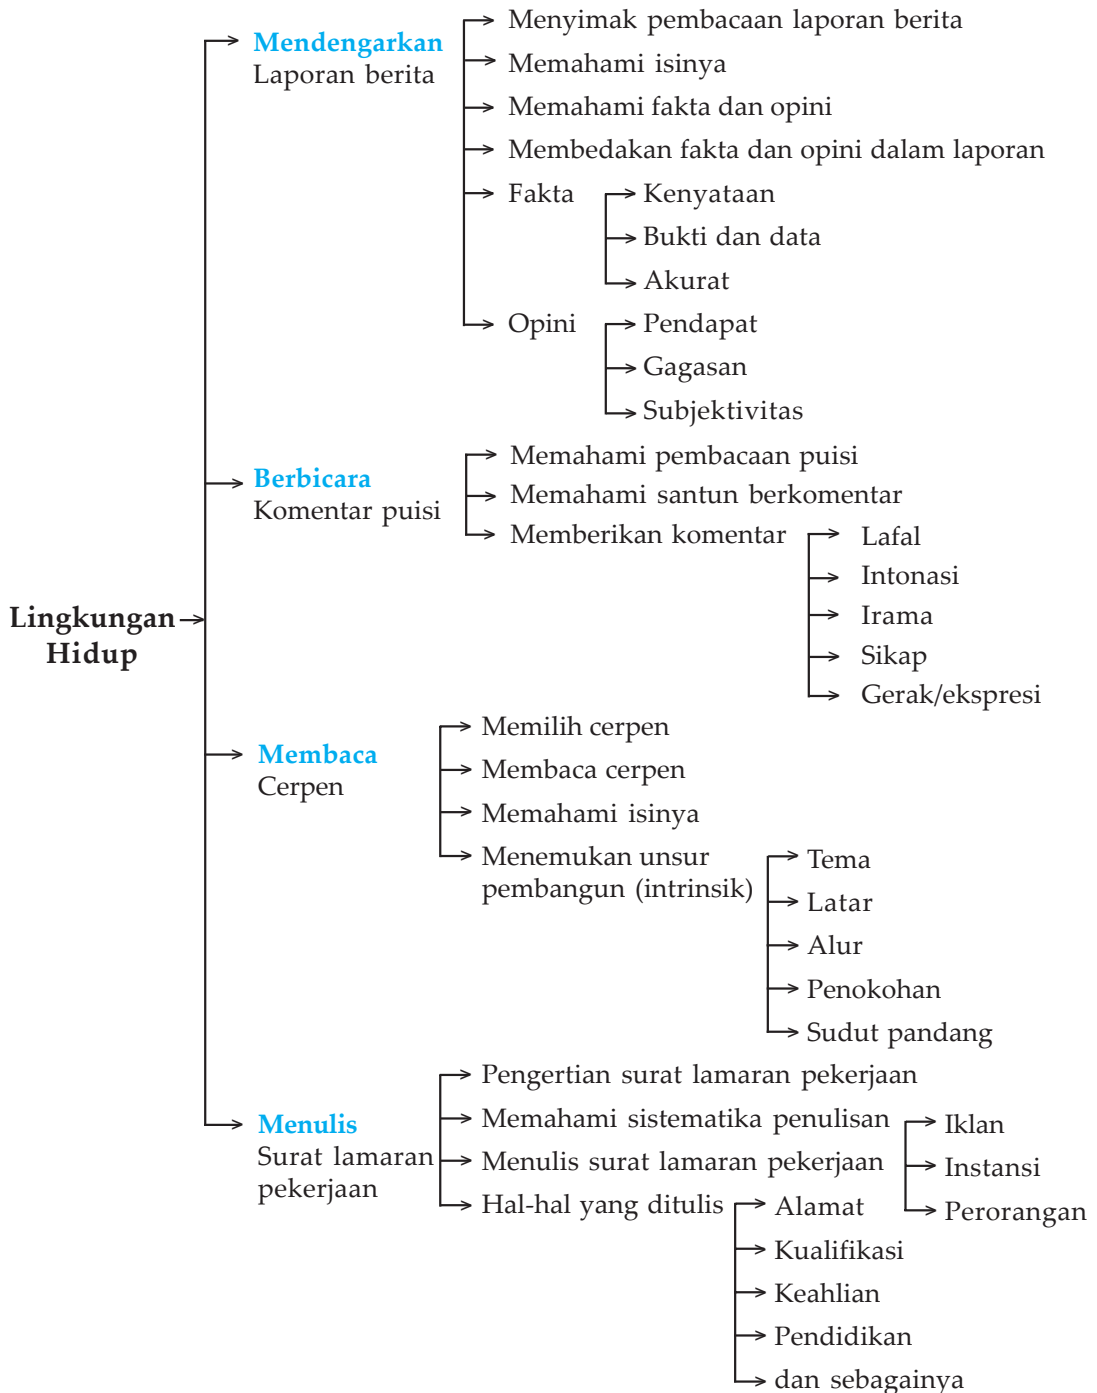 Lingkungan
Hidup
Mendengarkan
Laporan berita
Menyimak pembacaan laporan berita
Memahami isinya
Memahami fakta dan opini
Membedakan fakta dan opini dalam laporan
Fakta
Kenyataan
Bukti dan data
Akurat
Opini
Pendapat
Gagasan
Subjektivitas
Berbicara
Komentar puisi
Memahami pembacaan puisi
Memahami santun berkomentar
Memberikan komentar
Lafal
Intonasi
Irama
Sikap
Gerak/ekspresi
Membaca
Cerpen
Memilih cerpen
Membaca cerpen
Memahami isinya
Menemukan unsur
pembangun (intrinsik)
Tema
Latar
Alur
Penokohan
Sudut pandang
Menulis
Surat lamaran
pekerjaan
Pengertian surat lamaran pekerjaan
Memahami sistematika penulisan
Menulis surat lamaran pekerjaan
Iklan
Instansi
Perorangan
Hal-hal yang ditulis
Alamat
Kualifikasi
Keahlian
Pendidikan
dan sebagainya